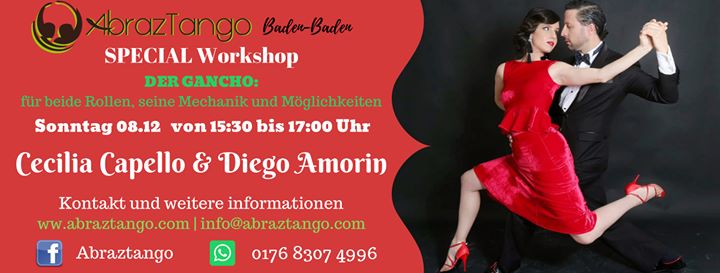 AbrazTango Baden-Baden
SPECIAL Workshop
DER GANCHO:
für beide Rollen, seine Mechanik und Möglichkeiten
Sonntag 08.12 von 15:30 bis 17:00 Uhr
Cecilia Capello & Diego Amorin
Kontakt und weitere informationen
www.abraztango.com | info@abraztango.com
Abraztango 0176 8307 4996